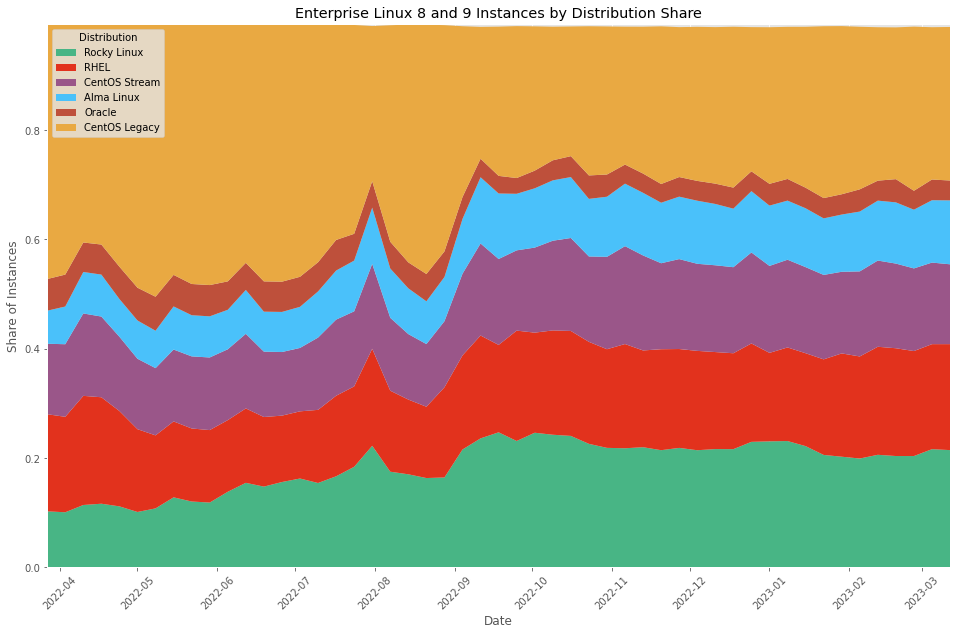 Enterprise Linux 8 and 9 Instances by Distribution Share
Distribution
Rocky Linux
RHEL
CentOS Stream
Alma Linux
Oracle
CentOS Legacy
0.8
0.6
0.4
0.2
0.0
Share of Instances
2022-04
2022-05
2022-06
2022-07
2022-08
2022-09
2022-10
2022-11
2022-12
2023-01
2023-02
2023-03
Date